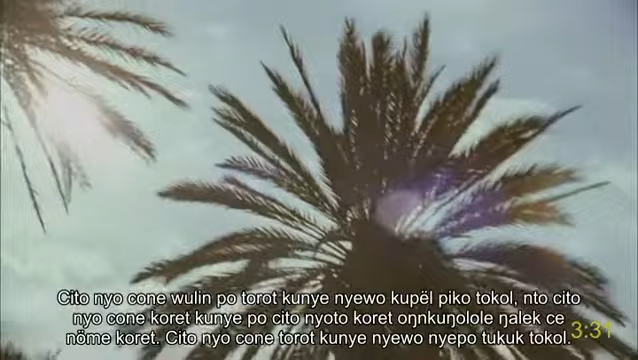 Cito nyo cone wulin po torot kunye nyewo kupël piko tokol, nto cito
nyo cone koret kunye po cito nyoto koret oŋnkuŋolole ŋalek ce
nöme koret. Cito nyo cone torot kunye nyewo nyepo tukuk tokol.
3:31